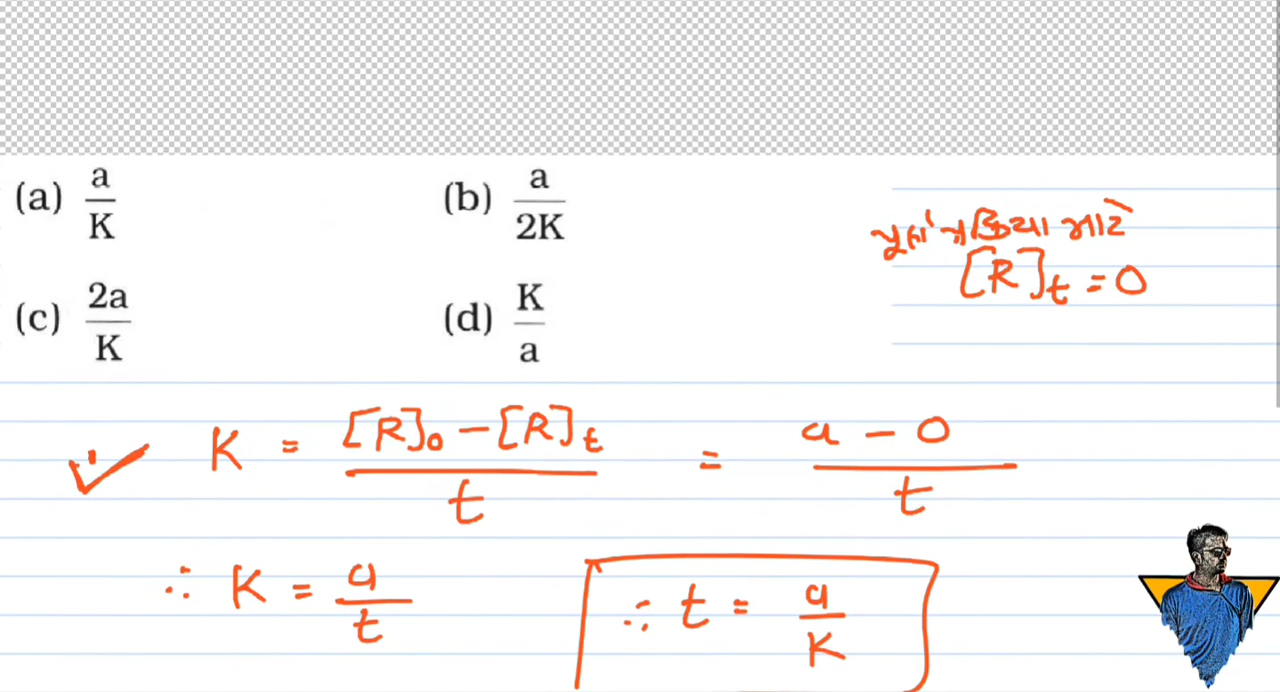 (a) a/K (b) a/2K
પૂર્ણ પ્રક્રિયા માટે
[R]t = 0
(c) 2a/K (d) K/a
K = ([R]₀ − [R]t)/t = (a − 0)/t
∴ K = a/t ∴ t = a/K